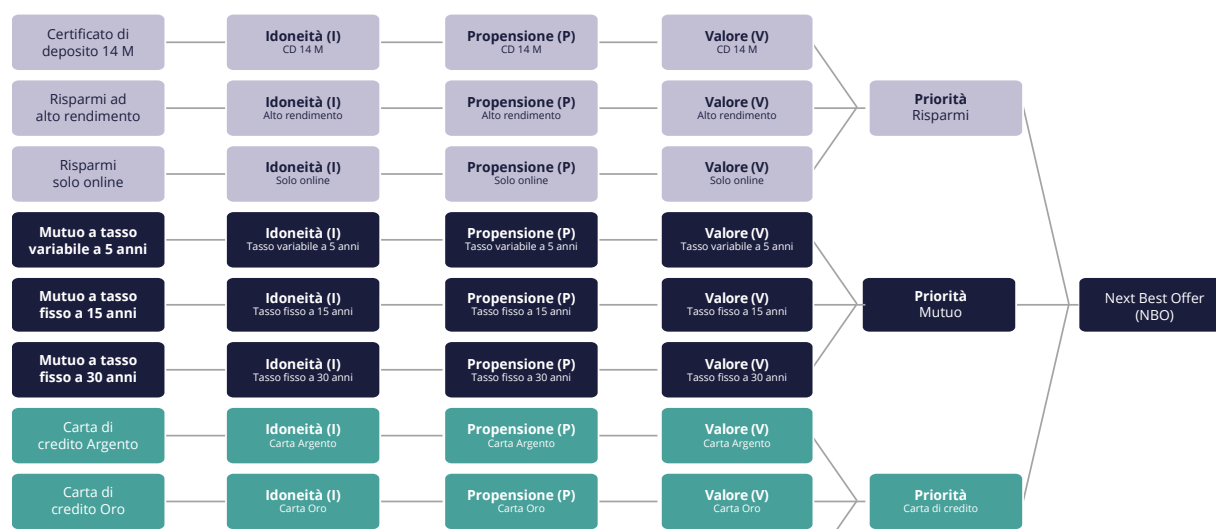 Certificato di
deposito 14 M
Idoneità (I)
CD 14 M
Propensione (P)
CD 14 M
Valore (V)
CD 14 M
Risparmi ad
alto rendimento
Idoneità (I)
Alto rendimento
Propensione (P)
Alto rendimento
Valore (V)
Alto rendimento
Priorità
Risparmi
Risparmi
solo online
Idoneità (I)
Solo online
Propensione (P)
Solo online
Valore (V)
Solo online
Mutuo a tasso
variabile a 5 anni
Idoneità (I)
Tasso variabile a 5 anni
Propensione (P)
Tasso variabile a 5 anni
Valore (V)
Tasso variabile a 5 anni
Mutuo a tasso
fisso a 15 anni
Idoneità (I)
Tasso fisso a 15 anni
Propensione (P)
Tasso fisso a 15 anni
Valore (V)
Tasso fisso a 15 anni
Priorità
Mutuo
Next Best Offer
(NBO)
Mutuo a tasso
fisso a 30 anni
Idoneità (I)
Tasso fisso a 30 anni
Propensione (P)
Tasso fisso a 30 anni
Valore (V)
Tasso fisso a 30 anni
Carta di
credito Argento
Idoneità (I)
Carta Argento
Propensione (P)
Carta Argento
Valore (V)
Carta Argento
Carta di
credito Oro
Idoneità (I)
Carta Oro
Propensione (P)
Carta Oro
Valore (V)
Carta Oro
Priorità
Carta di credito